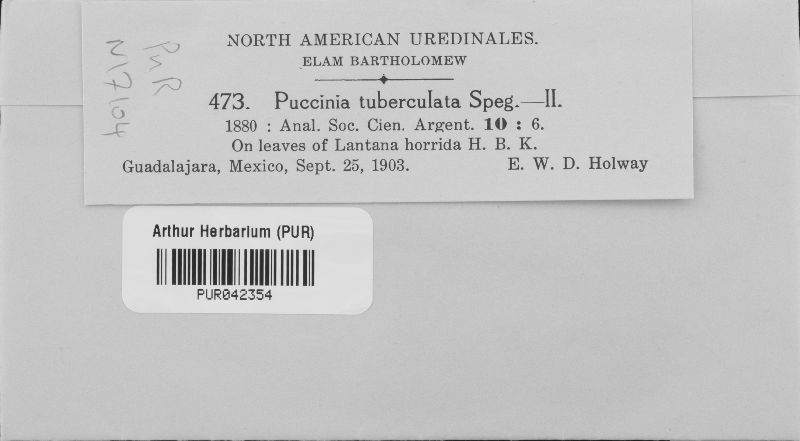 NORTH AMERICAN UREDINALES.
ELAM BARTHOLOMEW
473. Puccinia tuberculata Speg.—II.
1880 : Anal. Soc. Cien. Argent. 10 : 6.
On leaves of Lantana horrida H. B. K.
Guadalajara, Mexico, Sept. 25, 1903. E. W. D. Holway
PUR
N17104
Arthur Herbarium (PUR)
PUR042354